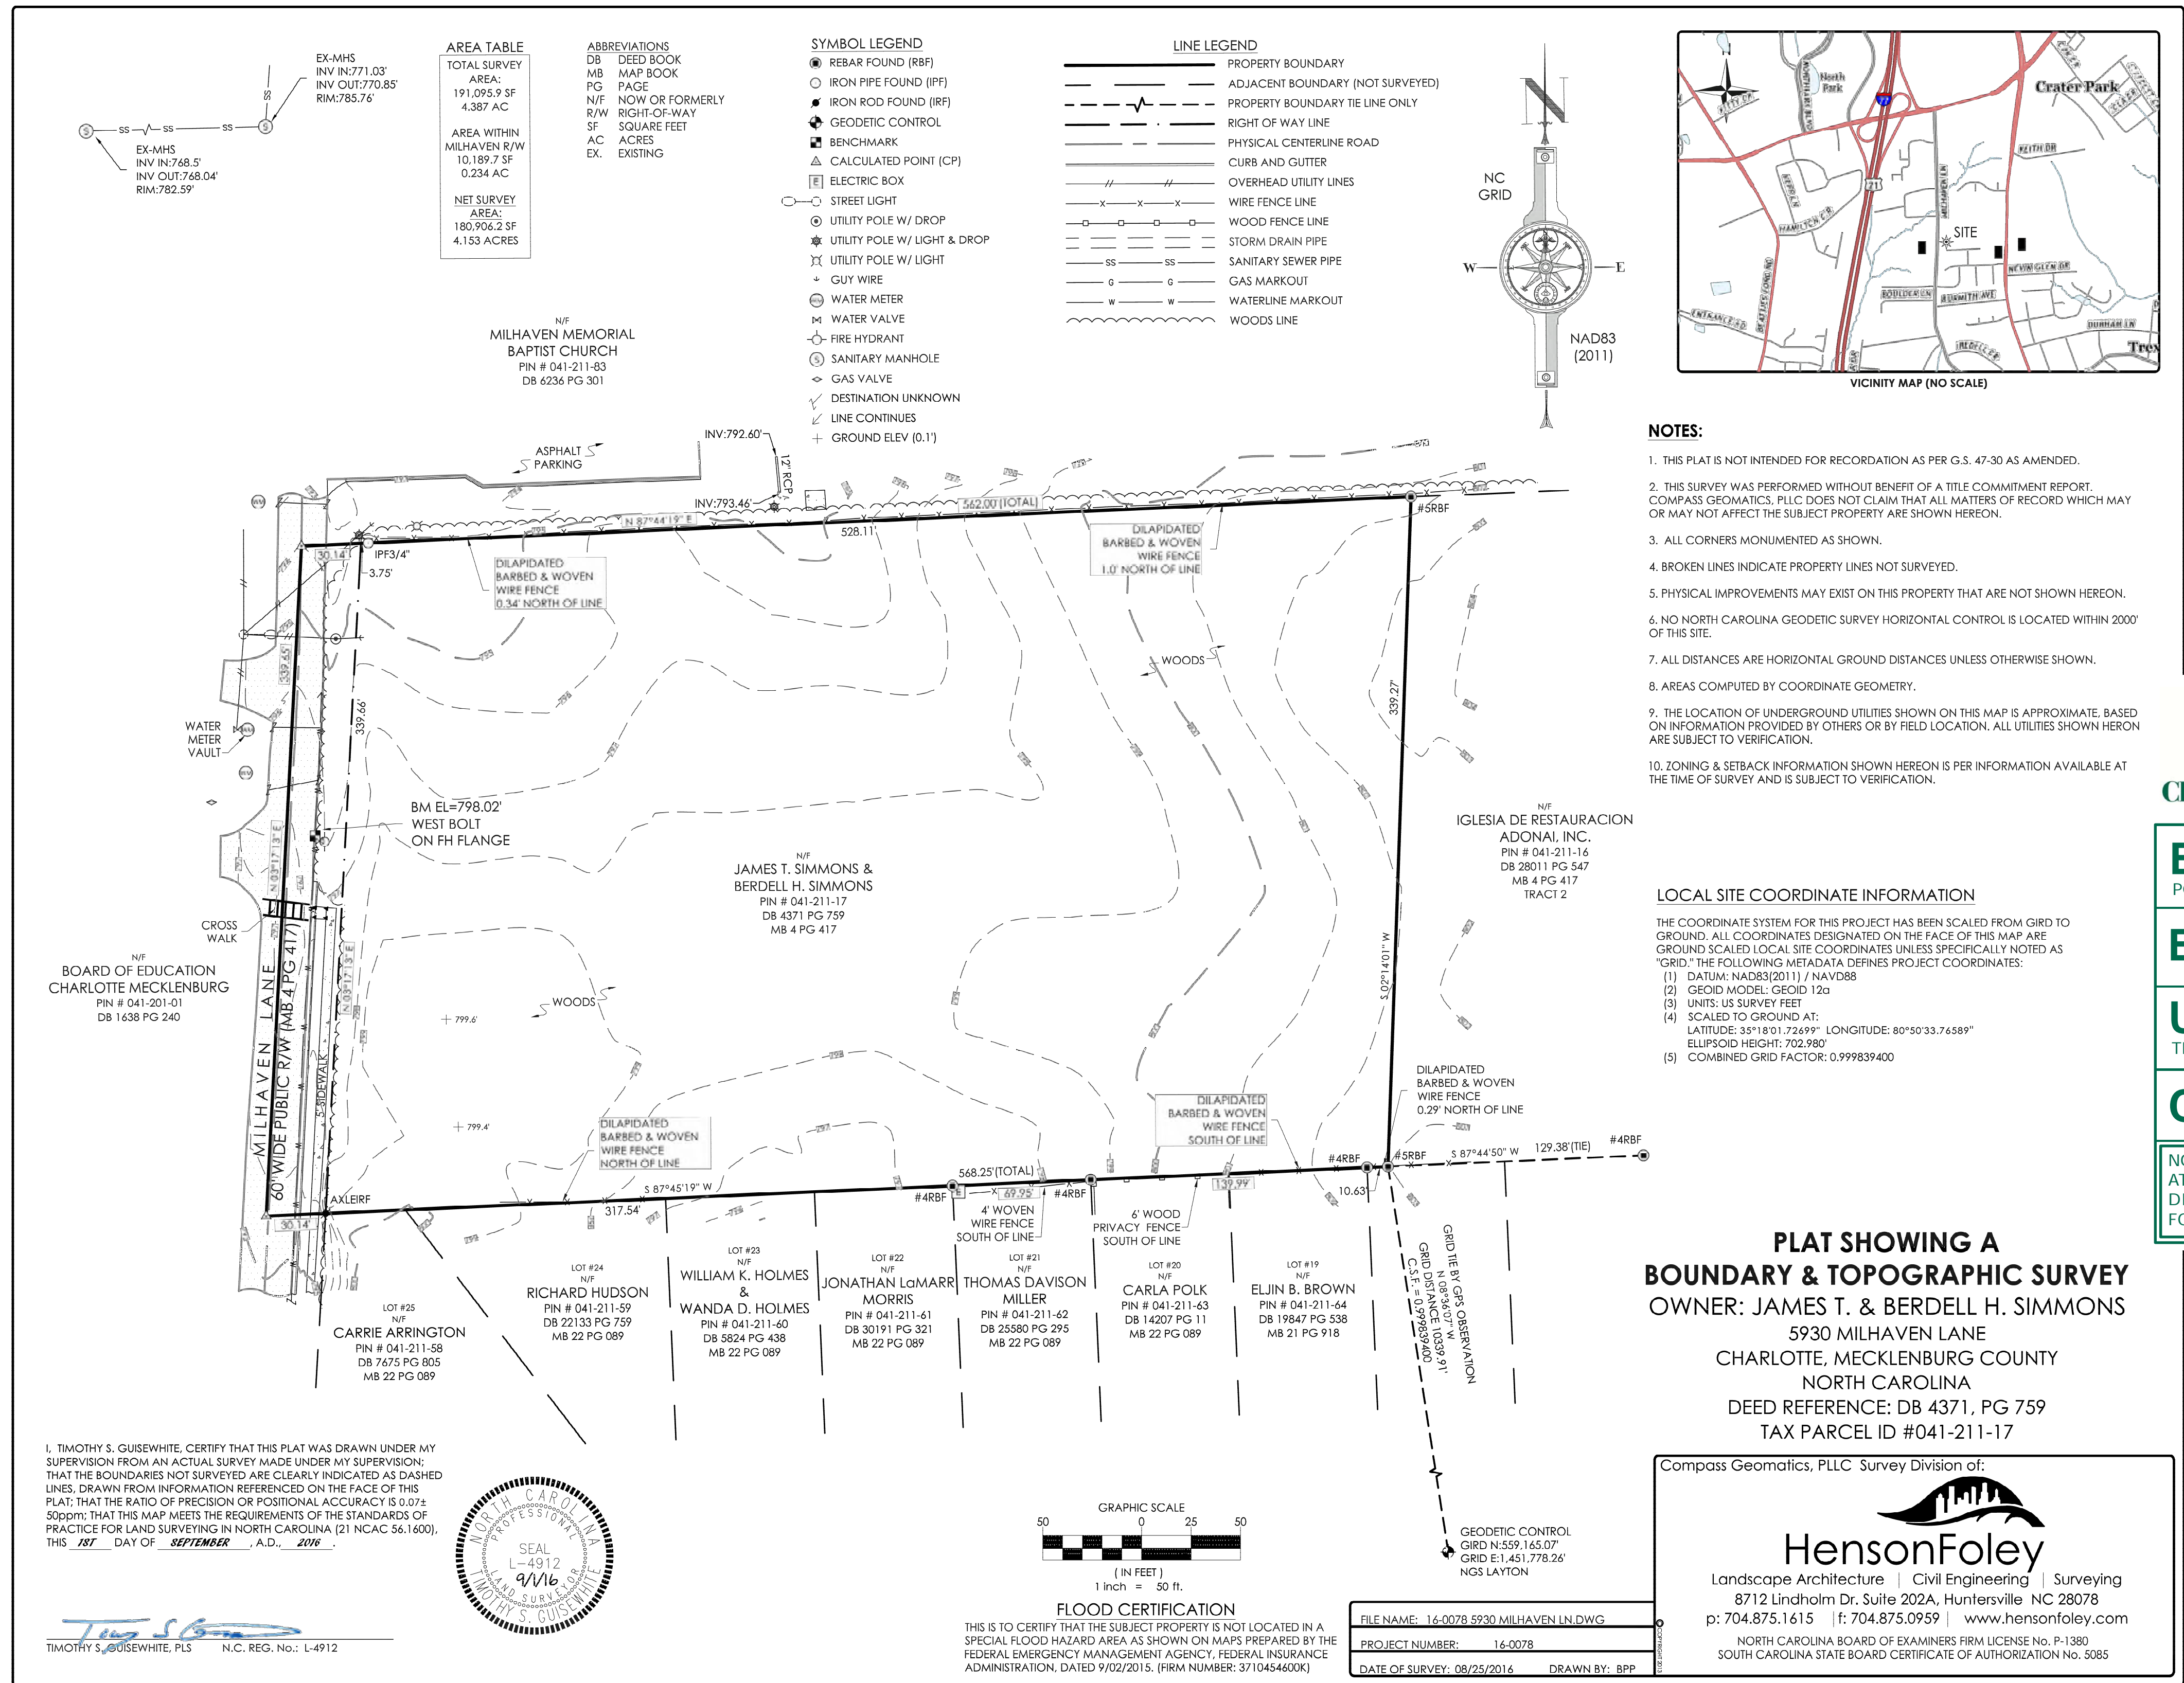 EX-MHS
INV IN:771.03'
INV OUT:770.85'
RIM:785.76'
SS
SS
SS
SS
S
S
EX-MHS
INV IN:768.5'
INV OUT:768.04'
RIM:782.59'
AREA TABLE
TOTAL SURVEY
AREA:
191,095.9 SF
4.387 AC
AREA WITHIN
MILHAVEN R/W
10,189.7 SF
0.234 AC
NET SURVEY
AREA:
180,906.2 SF
4.153 ACRES
ABBREVIATIONS
DB DEED BOOK
MB MAP BOOK
PG PAGE
N/F NOW OR FORMERLY
R/W RIGHT-OF-WAY
SF SQUARE FEET
AC ACRES
EX. EXISTING
SYMBOL LEGEND
REBAR FOUND (RBF)
IRON PIPE FOUND (IPF)
IRON ROD FOUND (IRF)
GEODETIC CONTROL
BENCHMARK
CALCULATED POINT (CP)
E ELECTRIC BOX
STREET LIGHT
UTILITY POLE W/ DROP
UTILITY POLE W/ LIGHT & DROP
UTILITY POLE W/ LIGHT
GUY WIRE
WATER METER
WATER VALVE
FIRE HYDRANT
S SANITARY MANHOLE
GAS VALVE
DESTINATION UNKNOWN
LINE CONTINUES
GROUND ELEV (0.1')
LINE LEGEND
PROPERTY BOUNDARY
ADJACENT BOUNDARY (NOT SURVEYED)
PROPERTY BOUNDARY TIE LINE ONLY
RIGHT OF WAY LINE
PHYSICAL CENTERLINE ROAD
CURB AND GUTTER
OVERHEAD UTILITY LINES
WIRE FENCE LINE
WOOD FENCE LINE
STORM DRAIN PIPE
SS SS SANITARY SEWER PIPE
G G GAS MARKOUT
W W WATERLINE MARKOUT
WOODS LINE
N
NC
GRID
W E
NAD83
(2011)
North
Park
Crater Park
77
21
KEITH DR
MILHAVEN LN
HAMILTON CR
SITE
NEVIN GLEN DR
BOULDER LN
BURMITH AVE
ENTRANCE RD
BEATTIES FORD RD
DURHAM LN
Trex
VICINITY MAP (NO SCALE)
N/F
MILHAVEN MEMORIAL
BAPTIST CHURCH
PIN # 041-211-83
DB 6236 PG 301
ASPHALT
PARKING
INV:792.60'
12" RCP
INV:793.46'
N 87°44'19" E
562.00 (TOTAL)
528.11'
#5RBF
30.14'
IPF3/4"
3.75'
DILAPIDATED
BARBED & WOVEN
WIRE FENCE
0.34' NORTH OF LINE
DILAPIDATED
BARBED & WOVEN
WIRE FENCE
1.0' NORTH OF LINE
339.65'
339.66'
WOODS
339.27'
S 02°14'01" W
WATER
METER
VAULT
BM EL=798.02'
WEST BOLT
ON FH FLANGE
N 03°17'13" E
N 03°17'13" E
CROSS
WALK
N/F
JAMES T. SIMMONS &
BERDELL H. SIMMONS
PIN # 041-211-17
DB 4371 PG 759
MB 4 PG 417
N/F
IGLESIA DE RESTAURACION
ADONAI, INC.
PIN # 041-211-16
DB 28011 PG 547
MB 4 PG 417
TRACT 2
N/F
BOARD OF EDUCATION
CHARLOTTE MECKLENBURG
PIN # 041-201-01
DB 1638 PG 240
MILHAVEN LANE
60' WIDE PUBLIC R/W (MB 4 PG 417)
5' SIDEWALK
799.6'
WOODS
799.4'
DILAPIDATED
BARBED & WOVEN
WIRE FENCE
NORTH OF LINE
DILAPIDATED
BARBED & WOVEN
WIRE FENCE
SOUTH OF LINE
DILAPIDATED
BARBED & WOVEN
WIRE FENCE
0.29' NORTH OF LINE
AXLEIRF
30.14'
S 87°45'19" W
317.54'
568.25'(TOTAL)
#4RBF
E
69.95'
#4RBF
139.99'
#4RBF
10.63'
#5RBF
S 87°44'50" W
129.38'(TIE)
#4RBF
4' WOVEN
WIRE FENCE
SOUTH OF LINE
6' WOOD
PRIVACY FENCE
SOUTH OF LINE
LOT #25
N/F
CARRIE ARRINGTON
PIN # 041-211-58
DB 7675 PG 805
MB 22 PG 089
LOT #24
N/F
RICHARD HUDSON
PIN # 041-211-59
DB 22133 PG 759
MB 22 PG 089
LOT #23
N/F
WILLIAM K. HOLMES
&
WANDA D. HOLMES
PIN # 041-211-60
DB 5824 PG 438
MB 22 PG 089
LOT #22
N/F
JONATHAN LaMARR
MORRIS
PIN # 041-211-61
DB 30191 PG 321
MB 22 PG 089
LOT #21
N/F
THOMAS DAVISON
MILLER
PIN # 041-211-62
DB 25580 PG 295
MB 22 PG 089
LOT #20
N/F
CARLA POLK
PIN # 041-211-63
DB 14207 PG 11
MB 22 PG 089
LOT #19
N/F
ELJIN B. BROWN
PIN # 041-211-64
DB 19847 PG 538
MB 21 PG 918
GRID TIE BY GPS OBSERVATION
N 08°36'07" W
GRID DISTANCE 10339.91'
C.S.F. = 0.999839400
GEODETIC CONTROL
GIRD N:559,165.07'
GRID E:1,451,778.26'
NGS LAYTON
NOTES:
1. THIS PLAT IS NOT INTENDED FOR RECORDATION AS PER G.S. 47-30 AS AMENDED.
2. THIS SURVEY WAS PERFORMED WITHOUT BENEFIT OF A TITLE COMMITMENT REPORT.
COMPASS GEOMATICS, PLLC DOES NOT CLAIM THAT ALL MATTERS OF RECORD WHICH MAY
OR MAY NOT AFFECT THE SUBJECT PROPERTY ARE SHOWN HEREON.
3. ALL CORNERS MONUMENTED AS SHOWN.
4. BROKEN LINES INDICATE PROPERTY LINES NOT SURVEYED.
5. PHYSICAL IMPROVEMENTS MAY EXIST ON THIS PROPERTY THAT ARE NOT SHOWN HEREON.
6. NO NORTH CAROLINA GEODETIC SURVEY HORIZONTAL CONTROL IS LOCATED WITHIN 2000'
OF THIS SITE.
7. ALL DISTANCES ARE HORIZONTAL GROUND DISTANCES UNLESS OTHERWISE SHOWN.
8. AREAS COMPUTED BY COORDINATE GEOMETRY.
9. THE LOCATION OF UNDERGROUND UTILITIES SHOWN ON THIS MAP IS APPROXIMATE, BASED
ON INFORMATION PROVIDED BY OTHERS OR BY FIELD LOCATION. ALL UTILITIES SHOWN HERON
ARE SUBJECT TO VERIFICATION.
10. ZONING & SETBACK INFORMATION SHOWN HEREON IS PER INFORMATION AVAILABLE AT
THE TIME OF SURVEY AND IS SUBJECT TO VERIFICATION.
LOCAL SITE COORDINATE INFORMATION
THE COORDINATE SYSTEM FOR THIS PROJECT HAS BEEN SCALED FROM GIRD TO
GROUND. ALL COORDINATES DESIGNATED ON THE FACE OF THIS MAP ARE
GROUND SCALED LOCAL SITE COORDINATES UNLESS SPECIFICALLY NOTED AS
"GRID." THE FOLLOWING METADATA DEFINES PROJECT COORDINATES:
(1) DATUM: NAD83(2011) / NAVD88
(2) GEOID MODEL: GEOID 12a
(3) UNITS: US SURVEY FEET
(4) SCALED TO GROUND AT:
LATITUDE: 35°18'01.72699" LONGITUDE: 80°50'33.76589"
ELLIPSOID HEIGHT: 702.980'
(5) COMBINED GRID FACTOR: 0.999839400
PLAT SHOWING A
BOUNDARY & TOPOGRAPHIC SURVEY
OWNER: JAMES T. & BERDELL H. SIMMONS
5930 MILHAVEN LANE
CHARLOTTE, MECKLENBURG COUNTY
NORTH CAROLINA
DEED REFERENCE: DB 4371, PG 759
TAX PARCEL ID #041-211-17
I, TIMOTHY S. GUISEWHITE, CERTIFY THAT THIS PLAT WAS DRAWN UNDER MY
SUPERVISION FROM AN ACTUAL SURVEY MADE UNDER MY SUPERVISION;
THAT THE BOUNDARIES NOT SURVEYED ARE CLEARLY INDICATED AS DASHED
LINES, DRAWN FROM INFORMATION REFERENCED ON THE FACE OF THIS
PLAT; THAT THE RATIO OF PRECISION OR POSITIONAL ACCURACY IS 0.07±
50ppm; THAT THIS MAP MEETS THE REQUIREMENTS OF THE STANDARDS OF
PRACTICE FOR LAND SURVEYING IN NORTH CAROLINA (21 NCAC 56.1600),
THIS 1ST DAY OF SEPTEMBER , A.D., 2016 .
TIMOTHY S. GUISEWHITE, PLS N.C. REG. No.: L-4912
NORTH CAROLINA
PROFESSIONAL
SEAL
L-4912
9/1/16
LAND SURVEYOR
TIMOTHY S. GUISEWHITE
GRAPHIC SCALE
50 0 25 50
( IN FEET )
1 inch = 50 ft.
FLOOD CERTIFICATION
THIS IS TO CERTIFY THAT THE SUBJECT PROPERTY IS NOT LOCATED IN A
SPECIAL FLOOD HAZARD AREA AS SHOWN ON MAPS PREPARED BY THE
FEDERAL EMERGENCY MANAGEMENT AGENCY, FEDERAL INSURANCE
ADMINISTRATION, DATED 9/02/2015. (FIRM NUMBER: 3710454600K)
FILE NAME: 16-0078 5930 MILHAVEN LN.DWG
PROJECT NUMBER: 16-0078
DATE OF SURVEY: 08/25/2016 DRAWN BY: BPP
© COPYRIGHT 2013
Compass Geomatics, PLLC Survey Division of:
HensonFoley
Landscape Architecture | Civil Engineering | Surveying
8712 Lindholm Dr. Suite 202A, Huntersville NC 28078
p: 704.875.1615 | f: 704.875.0959 | www.hensonfoley.com
NORTH CAROLINA BOARD OF EXAMINERS FIRM LICENSE No. P-1380
SOUTH CAROLINA STATE BOARD CERTIFICATE OF AUTHORIZATION No. 5085